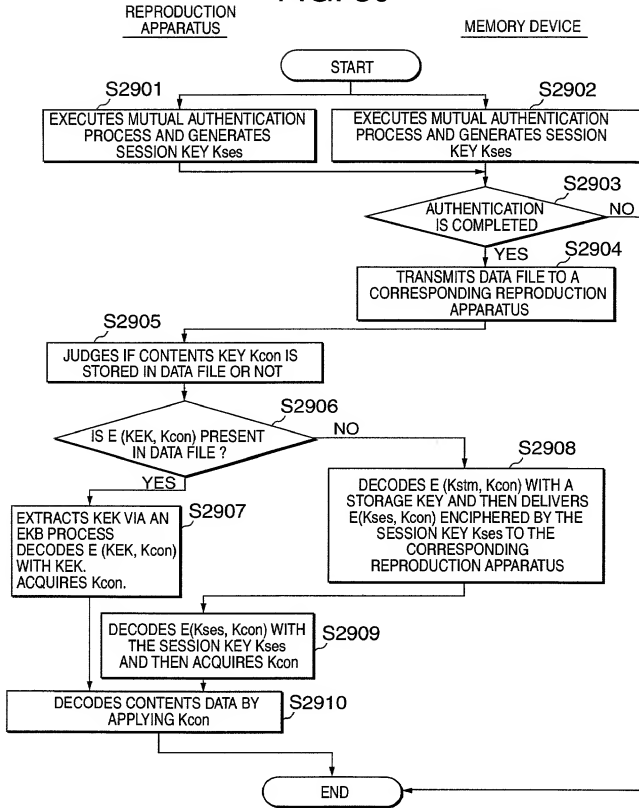 REPRODUCTION
APPARATUS
MEMORY DEVICE
START
S2901
EXECUTES MUTUAL AUTHENTICATION
PROCESS AND GENERATES
SESSION KEY Kses
S2902
EXECUTES MUTUAL AUTHENTICATION
PROCESS AND GENERATES SESSION
KEY Kses
S2903
AUTHENTICATION
IS COMPLETED
NO
YES
S2904
TRANSMITS DATA FILE TO A
CORRESPONDING REPRODUCTION
APPARATUS
S2905
JUDGES IF CONTENTS KEY Kcon IS
STORED IN DATA FILE OR NOT
S2906
IS E (KEK, Kcon) PRESENT
IN DATA FILE ?
NO
YES
S2907
EXTRACTS KEK VIA AN
EKB PROCESS
DECODES E (KEK, Kcon)
WITH KEK.
ACQUIRES Kcon.
S2908
DECODES E (Kstm, Kcon) WITH A
STORAGE KEY AND THEN DELIVERS
E(Kses, Kcon) ENCIPHERED BY THE
SESSION KEY Kses TO THE
CORRESPONDING
REPRODUCTION APPARATUS
S2909
DECODES E(Kses, Kcon) WITH
THE SESSION KEY Kses
AND THEN ACQUIRES Kcon
S2910
DECODES CONTENTS DATA BY
APPLYING Kcon
END